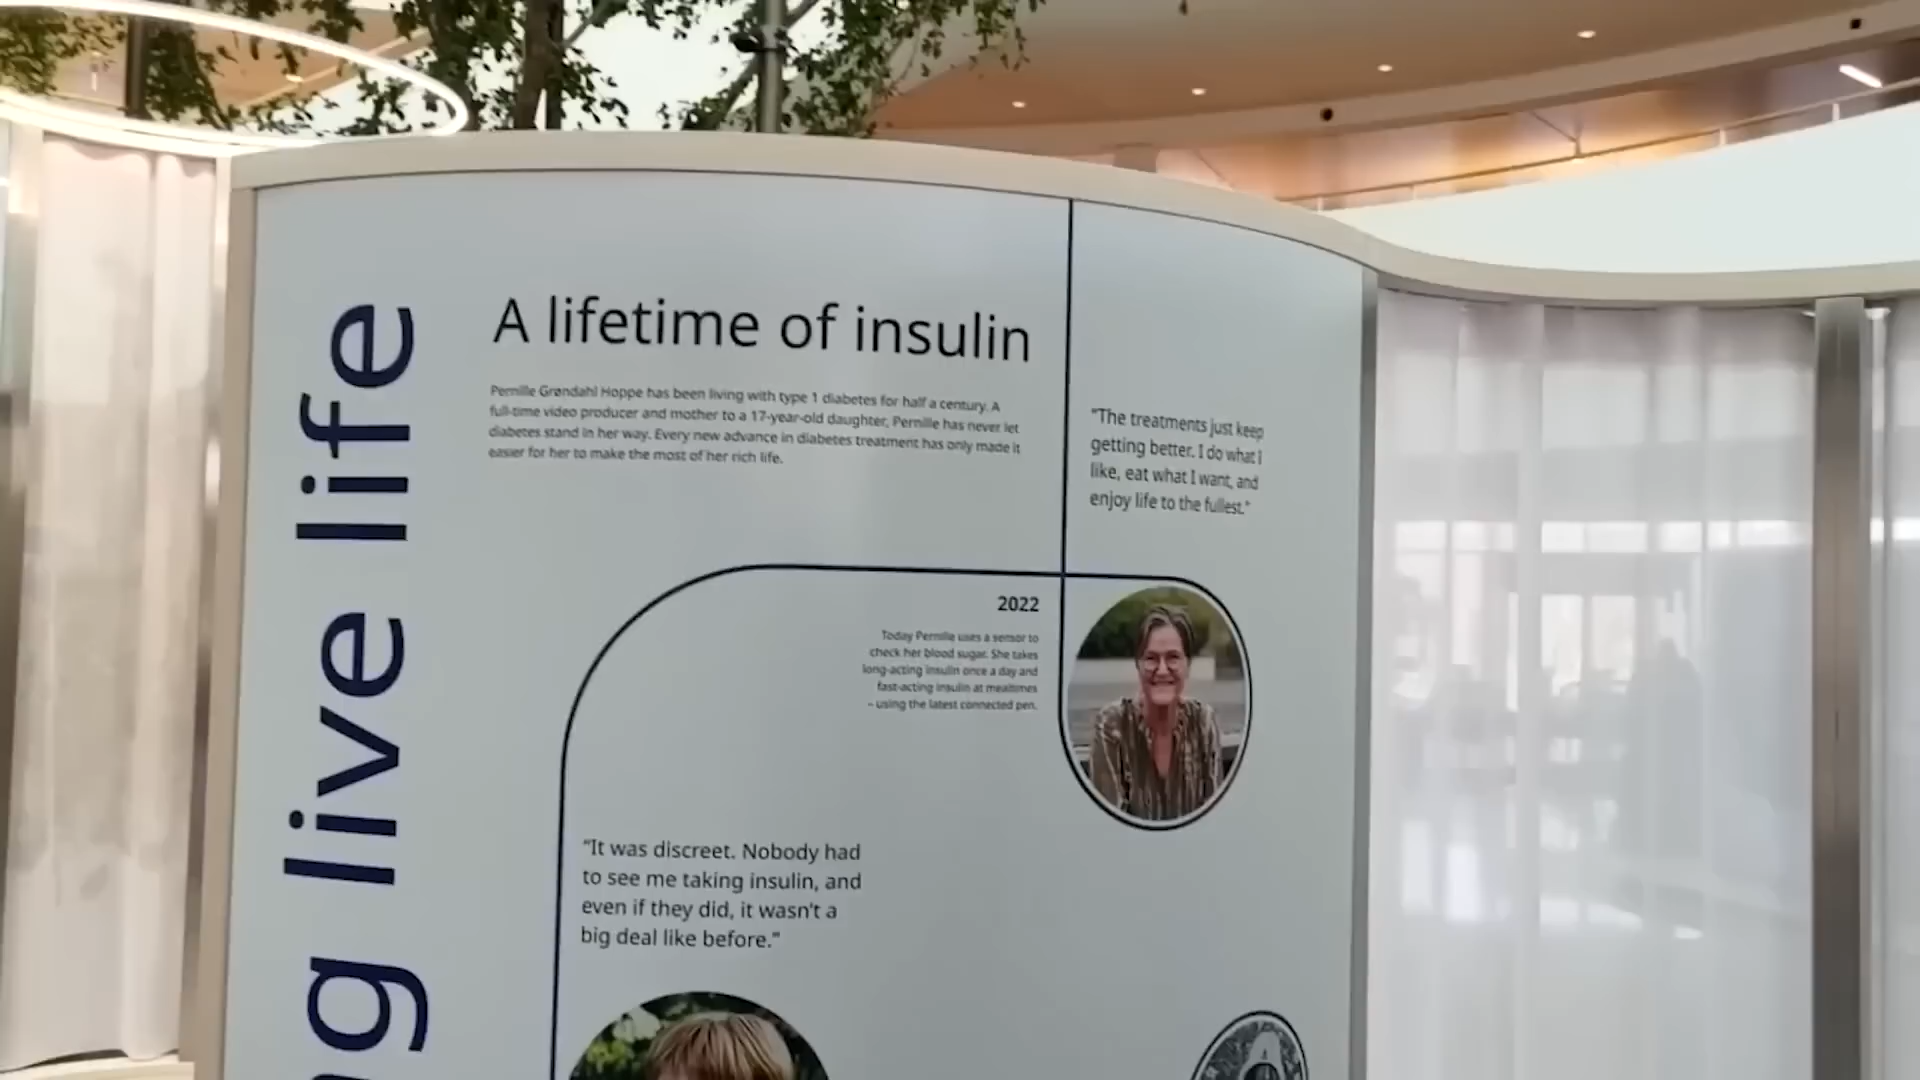 ng live life
A lifetime of insulin
Pernille Grøndahl Hoppe has been living with type 1 diabetes for half a century. A
full-time video producer and mother to a 17-year-old daughter, Pernille has never let
diabetes stand in her way. Every new advance in diabetes treatment has only made it
easier for her to make the most of her rich life.
"The treatments just keep
getting better. I do what I
like, eat what I want, and
enjoy life to the fullest."
2022
Today Pernille uses a sensor to
check her blood sugar. She takes
long-acting insulin once a day and
fast-acting insulin at mealtimes
– using the latest connected pen.
"It was discreet. Nobody had
to see me taking insulin, and
even if they did, it wasn't a
big deal like before."